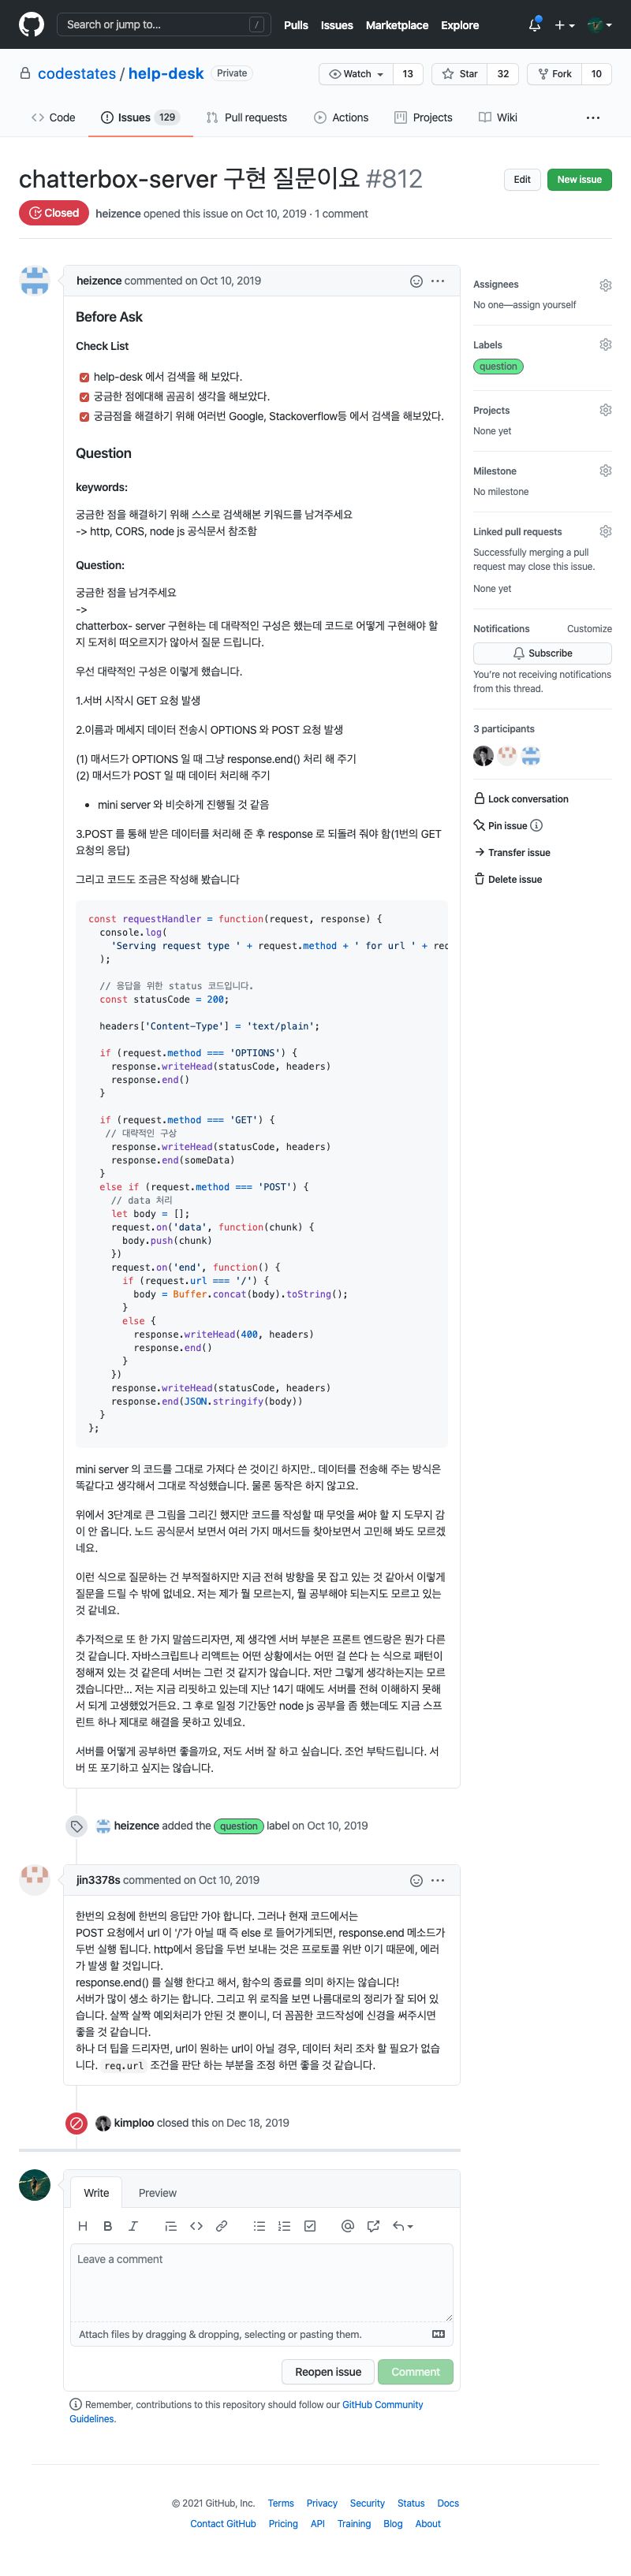 Search or jump to... /
Pulls Issues Marketplace Explore
codestates / help-desk Private
Watch 13 Star 32 Fork 10
Code Issues 129 Pull requests Actions Projects Wiki
chatterbox-server 구현 질문이요 #812
Edit New issue
Closed heizence opened this issue on Oct 10, 2019 · 1 comment
heizence commented on Oct 10, 2019
Before Ask
Check List
help-desk 에서 검색을 해 보았다.
궁금한 점에대해 곰곰히 생각을 해보았다.
궁금점을 해결하기 위해 여러번 Google, Stackoverflow등 에서 검색을 해보았다.
Question
keywords:
궁금한 점을 해결하기 위해 스스로 검색해본 키워드를 남겨주세요
-> http, CORS, node js 공식문서 참조함
Question:
궁금한 점을 남겨주세요
->
chatterbox- server 구현하는 데 대략적인 구성은 했는데 코드로 어떻게 구현해야 할
지 도저히 떠오르지가 않아서 질문 드립니다.
우선 대략적인 구성은 이렇게 했습니다.
1.서버 시작시 GET 요청 발생
2.이름과 메세지 데이터 전송시 OPTIONS 와 POST 요청 발생
(1) 매서드가 OPTIONS 일 때 그냥 response.end() 처리 해 주기
(2) 매서드가 POST 일 때 데이터 처리해 주기
• mini server 와 비슷하게 진행될 것 같음
3.POST 를 통해 받은 데이터를 처리해 준 후 response 로 되돌려 줘야 함(1번의 GET
요청의 응답)
그리고 코드도 조금은 작성해 봤습니다
const requestHandler = function(request, response) {
console.log(
'Serving request type ' + request.method + ' for url ' + rec
);
// 응답을 위한 status 코드입니다.
const statusCode = 200;
headers['Content-Type'] = 'text/plain';
if (request.method === 'OPTIONS') {
response.writeHead(statusCode, headers)
response.end()
}
if (request.method === 'GET') {
// 대략적인 구상
response.writeHead(statusCode, headers)
response.end(someData)
}
else if (request.method === 'POST') {
// data 처리
let body = [];
request.on('data', function(chunk) {
body.push(chunk)
})
request.on('end', function() {
if (request.url === '/') {
body = Buffer.concat(body).toString();
}
else {
response.writeHead(400, headers)
response.end()
}
})
response.writeHead(statusCode, headers)
response.end(JSON.stringify(body))
}
};
mini server 의 코드를 그대로 가져다 쓴 것이긴 하지만.. 데이터를 전송해 주는 방식은
똑같다고 생각해서 그대로 작성했습니다. 물론 동작은 하지 않고요.
위에서 3단계로 큰 그림을 그리긴 했지만 코드를 작성할 때 무엇을 써야 할 지 도무지 감
이 안 옵니다. 노드 공식문서 보면서 여러 가지 매서드들 찾아보면서 고민해 봐도 모르겠
네요.
이런 식으로 질문하는 건 부적절하지만 지금 전혀 방향을 못 잡고 있는 것 같아서 이렇게
질문을 드릴 수 밖에 없네요. 저는 제가 뭘 모르는지, 뭘 공부해야 되는지도 모르고 있는
것 같네요.
추가적으로 또 한 가지 말씀드리자면, 제 생각엔 서버 부분은 프론트 엔드랑은 뭔가 다른
것 같습니다. 자바스크립트나 리액트는 어떤 상황에서는 어떤 걸 쓴다 는 식으로 패턴이
정해져 있는 것 같은데 서버는 그런 것 같지가 않습니다. 저만 그렇게 생각하는지는 모르
겠습니다만... 저는 지금 리핏하고 있는데 지난 14기 때에도 서버를 전혀 이해하지 못해
서 되게 고생했었거든요. 그 후로 일정 기간동안 node js 공부을 좀 했는데도 지금 스프
린트 하나 제대로 해결을 못하고 있네요.
서버를 어떻게 공부하면 좋을까요, 저도 서버 잘 하고 싶습니다. 조언 부탁드립니다. 서
버 또 포기하고 싶지는 않습니다.
heizence added the question label on Oct 10, 2019
jin3378s commented on Oct 10, 2019
한번의 요청에 한번의 응답만 가야 합니다. 그러나 현재 코드에서는
POST 요청에서 url 이 '/'가 아닐 때 즉 else 로 들어가게되면, response.end 메소드가
두번 실행 됩니다. http에서 응답을 두번 보내는 것은 프로토콜 위반 이기 때문에, 에러
가 발생 할 것입니다.
response.end() 를 실행 한다고 해서, 함수의 종료를 의미 하지는 않습니다!
서버가 많이 생소 하기는 합니다. 그리고 위 로직을 보면 나름대로의 정리가 잘 되어 있
습니다. 살짝 살짝 예외처리가 안된 것 뿐이니, 더 꼼꼼한 코드작성에 신경을 써주시면
좋을 것 같습니다.
하나 더 팁을 드리자면, url이 원하는 url이 아닐 경우, 데이터 처리 조차 할 필요가 없습
니다. req.url 조건을 판단 하는 부분을 조정 하면 좋을 것 같습니다.
kimploo closed this on Dec 18, 2019
Write Preview
Leave a comment
Attach files by dragging & dropping, selecting or pasting them.
Reopen issue Comment
Remember, contributions to this repository should follow our GitHub Community
Guidelines.
Assignees
No one—assign yourself
Labels
question
Projects
None yet
Milestone
No milestone
Linked pull requests
Successfully merging a pull
request may close this issue.
None yet
Notifications Customize
Subscribe
You're not receiving notifications
from this thread.
3 participants
Lock conversation
Pin issue
Transfer issue
Delete issue
© 2021 GitHub, Inc. Terms Privacy Security Status Docs
Contact GitHub Pricing API Training Blog About